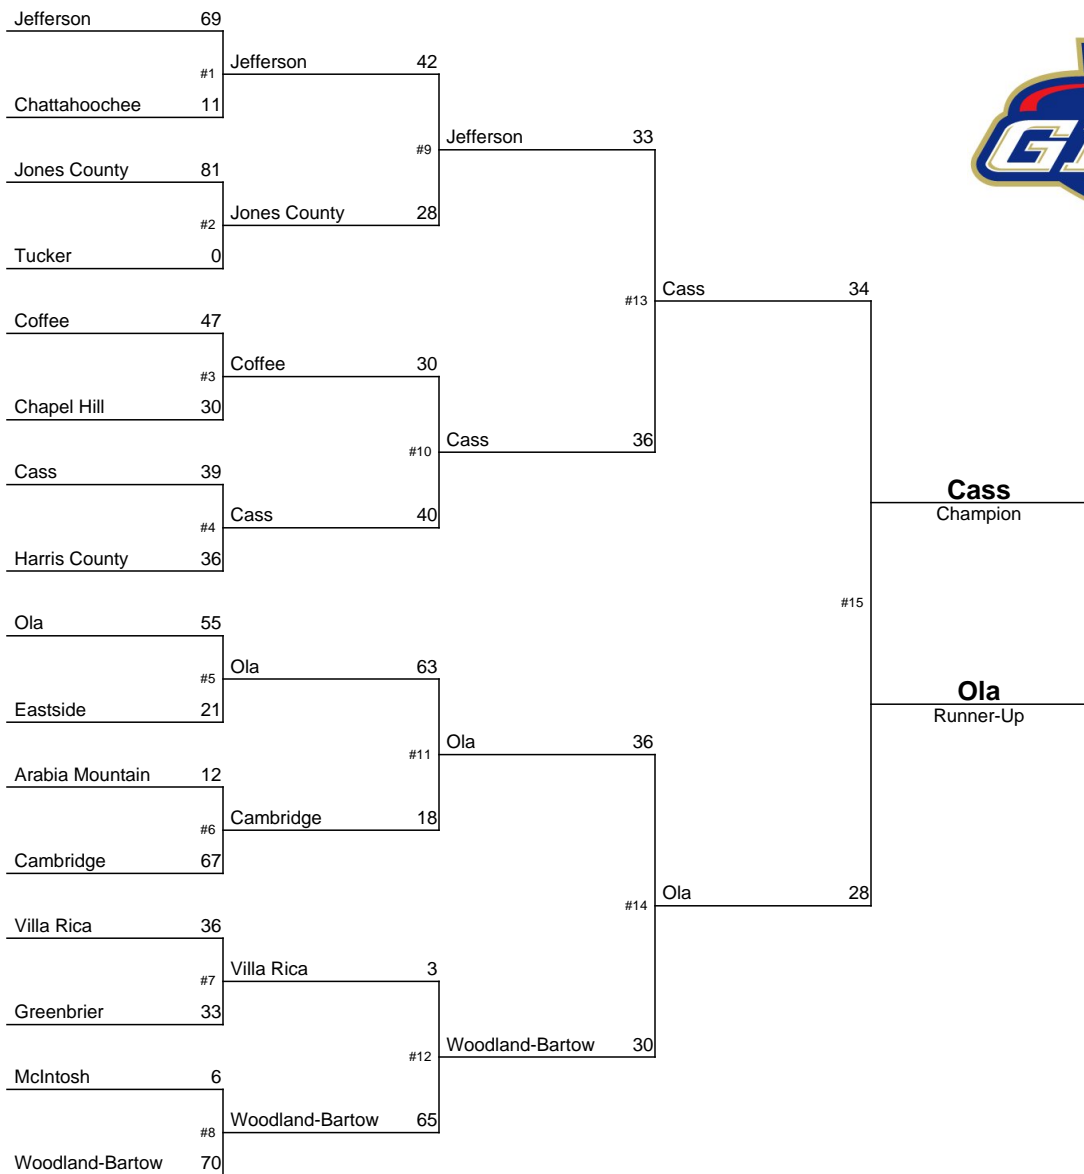 Jefferson 69
#1
Chattahoochee 11
Jones County 81
#2
Tucker 0
Coffee 47
#3
Chapel Hill 30
Cass 39
#4
Harris County 36
Ola 55
#5
Eastside 21
Arabia Mountain 12
#6
Cambridge 67
Villa Rica 36
#7
Greenbrier 33
McIntosh 6
#8
Woodland-Bartow 70
Jefferson 42
#9
Jones County 28
Coffee 30
#10
Cass 40
Ola 63
#11
Cambridge 18
Villa Rica 3
#12
Woodland-Bartow 65
Jefferson 33
#13
Cass 36
Ola 36
#14
Woodland-Bartow 30
Cass 34
#15
Ola 28
Cass
Champion
Ola
Runner-Up